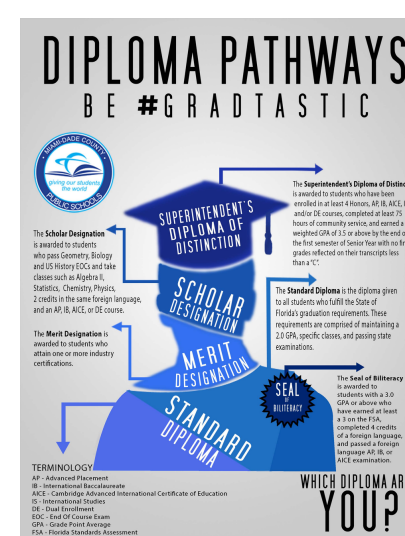 DIPLOMA PATHWAYS
BE #GRADTASTIC
MIAMI-DADE COUNTY
giving our students
the world
PUBLIC SCHOOLS
SUPERINTENDENT'S
DIPLOMA OF
DISTINCTION
The Superintendent's Diploma of Distinc
is awarded to students who have been
enrolled in at least 4 Honors, AP, IB, AICE, I
and/or DE courses, completed at least 75
hours of community service, and earned a
weighted GPA of 3.5 or above by the end o
the first semester of Senior Year with no fin
grades reflected on their transcripts less
than a "C".
The Scholar Designation
is awarded to students
who pass Geometry, Biology
and US History EOCs and take
classes such as Algebra II,
Statistics, Chemistry, Physics,
2 credits in the same foreign language,
and an AP, IB, AICE, or DE course.
SCHOLAR
DESIGNATION
The Standard Diploma is the diploma given
to all students who fulfill the State of
Florida's graduation requirements. These
requirements are comprised of maintaining a
2.0 GPA, specific classes, and passing state
examinations.
The Merit Designation is
awarded to students who
attain one or more industry
certifications.
MERIT
DESIGNATION
STANDARD
DIPLOMA
SEAL
OF
BILITERACY
The Seal of Biliteracy
is awarded to
students with a 3.0
GPA or above who
have earned at least
a 3 on the FSA,
completed 4 credits
of a foreign language,
and passed a foreign
language AP, IB, or
AICE examination.
TERMINOLOGY
AP - Advanced Placement
IB - International Baccalaureate
AICE - Cambridge Advanced International Certificate of Education
IS - International Studies
DE - Dual Enrollment
EOC - End Of Course Exam
GPA - Grade Point Average
FSA - Florida Standards Assessment
WHICH DIPLOMA AR
YOU?